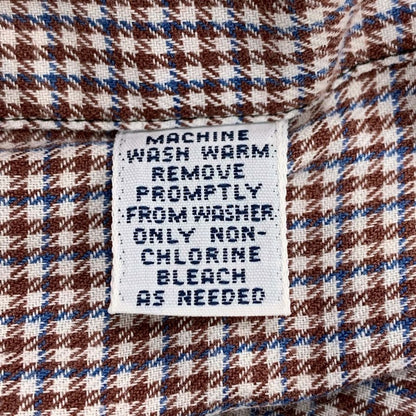 MACHINE
WASH WARM
REMOVE
PROMPTLY
FROM WASHER
ONLY NON-
CHLORINE
BLEACH
AS NEEDED